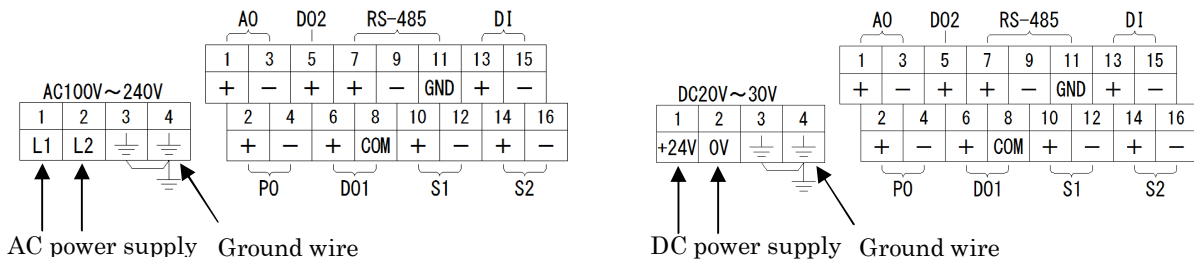 AO DO2 RS-485 DI
1 3 5 7 9 11 13 15
+ − + + − GND + −
AC100V～240V
1 2 3 4
L1 L2
2 4 6 8 10 12 14 16
+ − + COM + − + −
PO DO1 S1 S2
AC power supply Ground wire
AO DO2 RS-485 DI
1 3 5 7 9 11 13 15
+ − + + − GND + −
DC20V～30V
1 2 3 4
+24V 0V
2 4 6 8 10 12 14 16
+ − + COM + − + −
PO DO1 S1 S2
DC power supply Ground wire